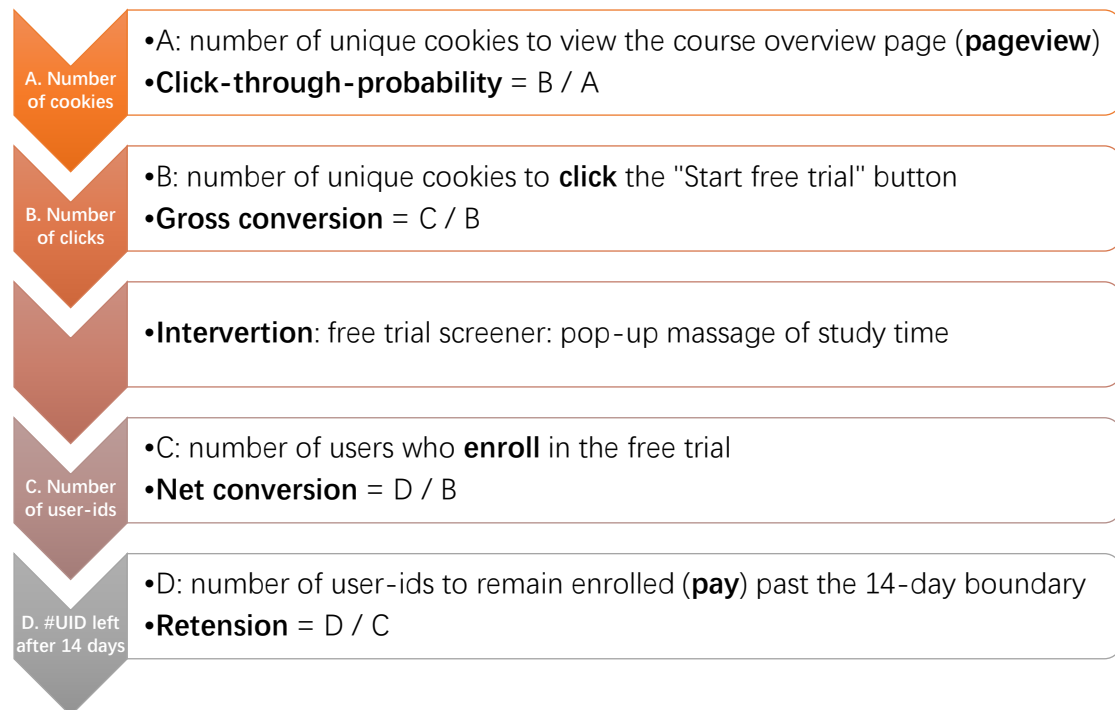 A. Number
of cookies
•A: number of unique cookies to view the course overview page (pageview)
•Click-through-probability = B / A
B. Number
of clicks
•B: number of unique cookies to click the "Start free trial" button
•Gross conversion = C / B
•Intervertion: free trial screener: pop-up massage of study time
C. Number
of user-ids
•C: number of users who enroll in the free trial
•Net conversion = D / B
D. #UID left
after 14 days
•D: number of user-ids to remain enrolled (pay) past the 14-day boundary
•Retension = D / C